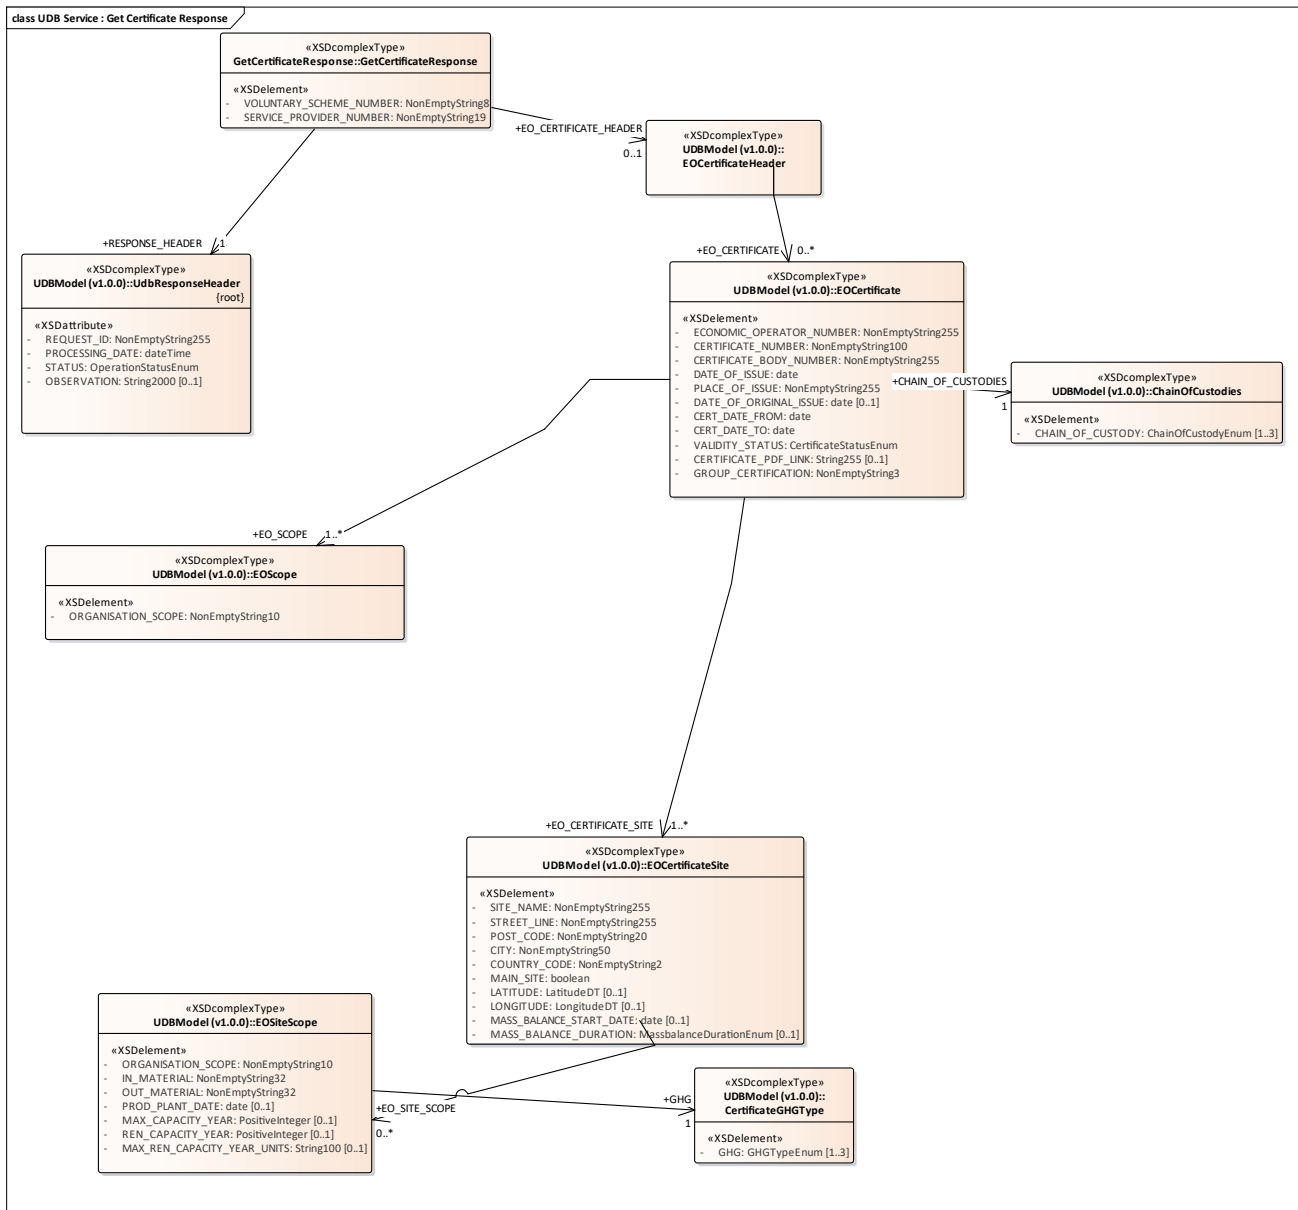 class UDB Service : Get Certificate Response
«XSDcomplexType»
GetCertificateResponse::GetCertificateResponse
«XSDelement»
- VOLUNTARY_SCHEME_NUMBER: NonEmptyString8
- SERVICE_PROVIDER_NUMBER: NonEmptyString19
+EO_CERTIFICATE_HEADER
0..1
«XSDcomplexType»
UDBModel (v1.0.0)::
EOCertificateHeader
+RESPONSE_HEADER
1
«XSDcomplexType»
UDBModel (v1.0.0)::UdbResponseHeader
{root}
«XSDattribute»
- REQUEST_ID: NonEmptyString255
- PROCESSING_DATE: dateTime
- STATUS: OperationStatusEnum
- OBSERVATION: String2000 [0..1]
+EO_CERTIFICATE
0..*
«XSDcomplexType»
UDBModel (v1.0.0)::EOCertificate
«XSDelement»
- ECONOMIC_OPERATOR_NUMBER: NonEmptyString255
- CERTIFICATE_NUMBER: NonEmptyString100
- CERTIFICATE_BODY_NUMBER: NonEmptyString255
- DATE_OF_ISSUE: date
- PLACE_OF_ISSUE: NonEmptyString255
- DATE_OF_ORIGINAL_ISSUE: date [0..1]
- CERT_DATE_FROM: date
- CERT_DATE_TO: date
- VALIDITY_STATUS: CertificateStatusEnum
- CERTIFICATE_PDF_LINK: String255 [0..1]
- GROUP_CERTIFICATION: NonEmptyString3
+CHAIN_OF_CUSTODIES
1
«XSDcomplexType»
UDBModel (v1.0.0)::ChainOfCustodies
«XSDelement»
- CHAIN_OF_CUSTODY: ChainOfCustodyEnum [1..3]
+EO_SCOPE
1..*
«XSDcomplexType»
UDBModel (v1.0.0)::EOScope
«XSDelement»
- ORGANISATION_SCOPE: NonEmptyString10
+EO_CERTIFICATE_SITE
1..*
«XSDcomplexType»
UDBModel (v1.0.0)::EOCertificateSite
«XSDelement»
- SITE_NAME: NonEmptyString255
- STREET_LINE: NonEmptyString255
- POST_CODE: NonEmptyString20
- CITY: NonEmptyString50
- COUNTRY_CODE: NonEmptyString2
- MAIN_SITE: boolean
- LATITUDE: LatitudeDT [0..1]
- LONGITUDE: LongitudeDT [0..1]
- MASS_BALANCE_START_DATE: date [0..1]
- MASS_BALANCE_DURATION: MassbalanceDurationEnum [0..1]
«XSDcomplexType»
UDBModel (v1.0.0)::EOSiteScope
«XSDelement»
- ORGANISATION_SCOPE: NonEmptyString10
- IN_MATERIAL: NonEmptyString32
- OUT_MATERIAL: NonEmptyString32
- PROD_PLANT_DATE: date [0..1]
- MAX_CAPACITY_YEAR: PositiveInteger [0..1]
- REN_CAPACITY_YEAR: PositiveInteger [0..1]
- MAX_REN_CAPACITY_YEAR_UNITS: String100 [0..1]
+EO_SITE_SCOPE
0..*
+GHG
1
«XSDcomplexType»
UDBModel (v1.0.0)::
CertificateGHGType
«XSDelement»
- GHG: GHGTypeEnum [1..3]